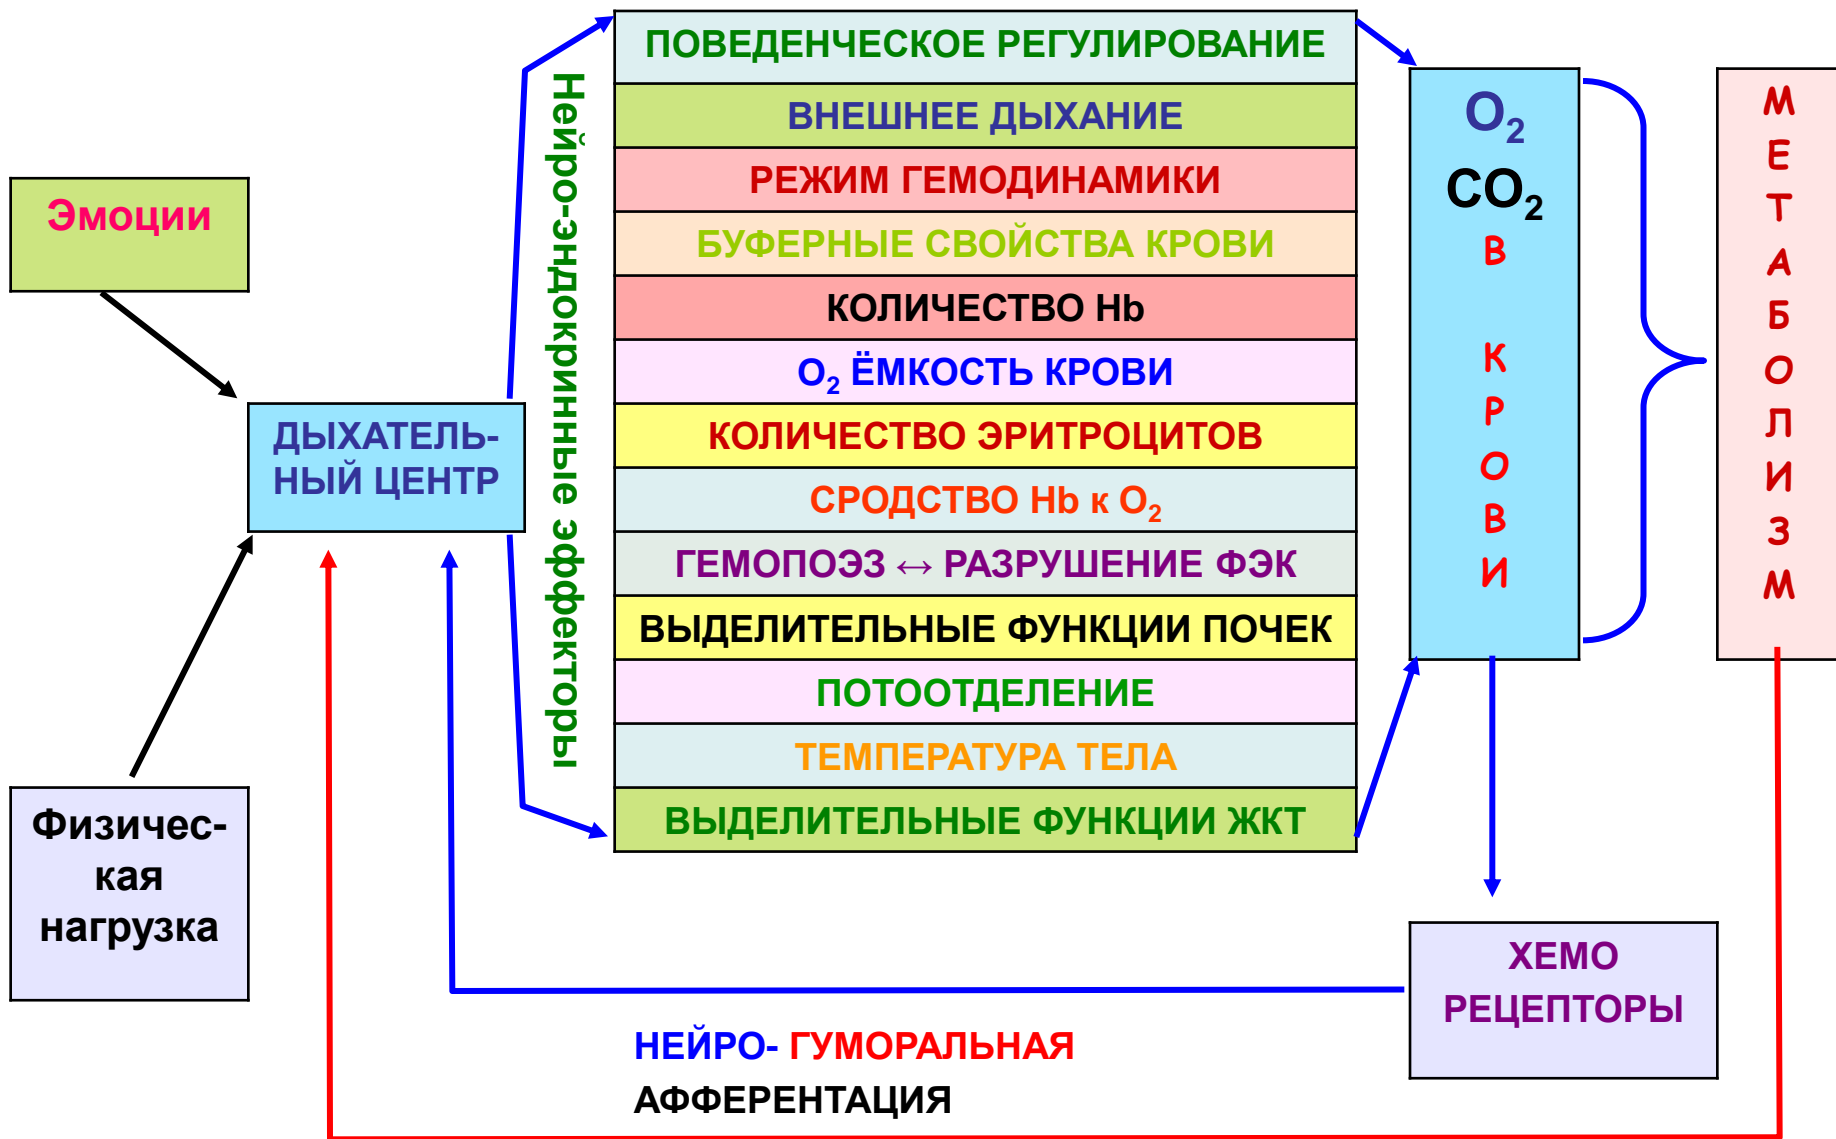 Эмоции
ДЫХАТЕЛЬ-
НЫЙ ЦЕНТР
Физичес-
кая
нагрузка
Нейро-эндокринные эффекторы
ПОВЕДЕНЧЕСКОЕ РЕГУЛИРОВАНИЕ
ВНЕШНЕЕ ДЫХАНИЕ
РЕЖИМ ГЕМОДИНАМИКИ
БУФЕРНЫЕ СВОЙСТВА КРОВИ
КОЛИЧЕСТВО Hb
O₂ ЁМКОСТЬ КРОВИ
КОЛИЧЕСТВО ЭРИТРОЦИТОВ
СРОДСТВО Hb к O₂
ГЕМОПОЭЗ ↔ РАЗРУШЕНИЕ ФЭК
ВЫДЕЛИТЕЛЬНЫЕ ФУНКЦИИ ПОЧЕК
ПОТООТДЕЛЕНИЕ
ТЕМПЕРАТУРА ТЕЛА
ВЫДЕЛИТЕЛЬНЫЕ ФУНКЦИИ ЖКТ
O₂
CO₂
В
КРОВИ
МЕТАБОЛИЗМ
ХЕМО
РЕЦЕПТОРЫ
НЕЙРО- ГУМОРАЛЬНАЯ
АФФЕРЕНТАЦИЯ